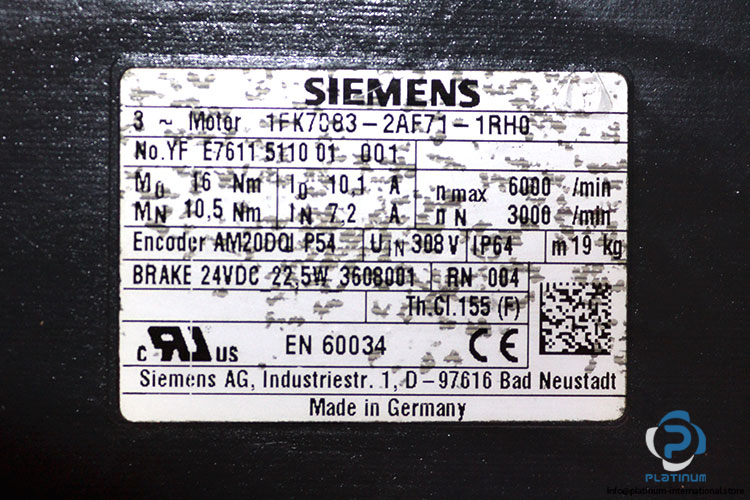 SIEMENS
3 ~ Motor 1FK7083-2AF71-1RH0
No.YF E7611 5110 01 001
M0 16 Nm I0 10,1 A n max 6000 /min
MN 10,5 Nm IN 7,2 A n N 3000 /min
Encoder AM20DQI P54 UIN 308 V IP64 m 19 kg
BRAKE 24VDC 22,5W 3608001 RN 004
Th.Cl.155 (F)
c RU US EN 60034 CE
Siemens AG, Industriestr. 1, D-97616 Bad Neustadt
Made in Germany
PLATINUM
info@platinum-international.store